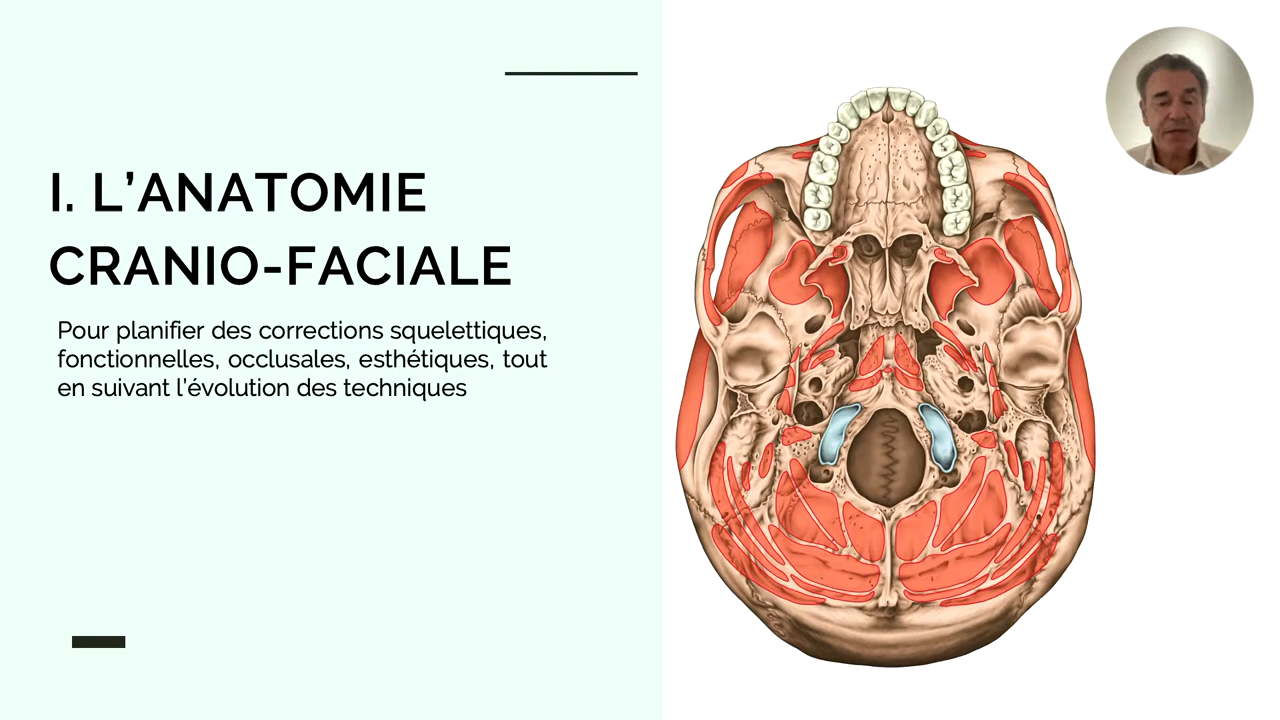 I. L’ANATOMIE
CRANIO-FACIALE
Pour planifier des corrections squelettiques,
fonctionnelles, occlusales, esthétiques, tout
en suivant l’évolution des techniques